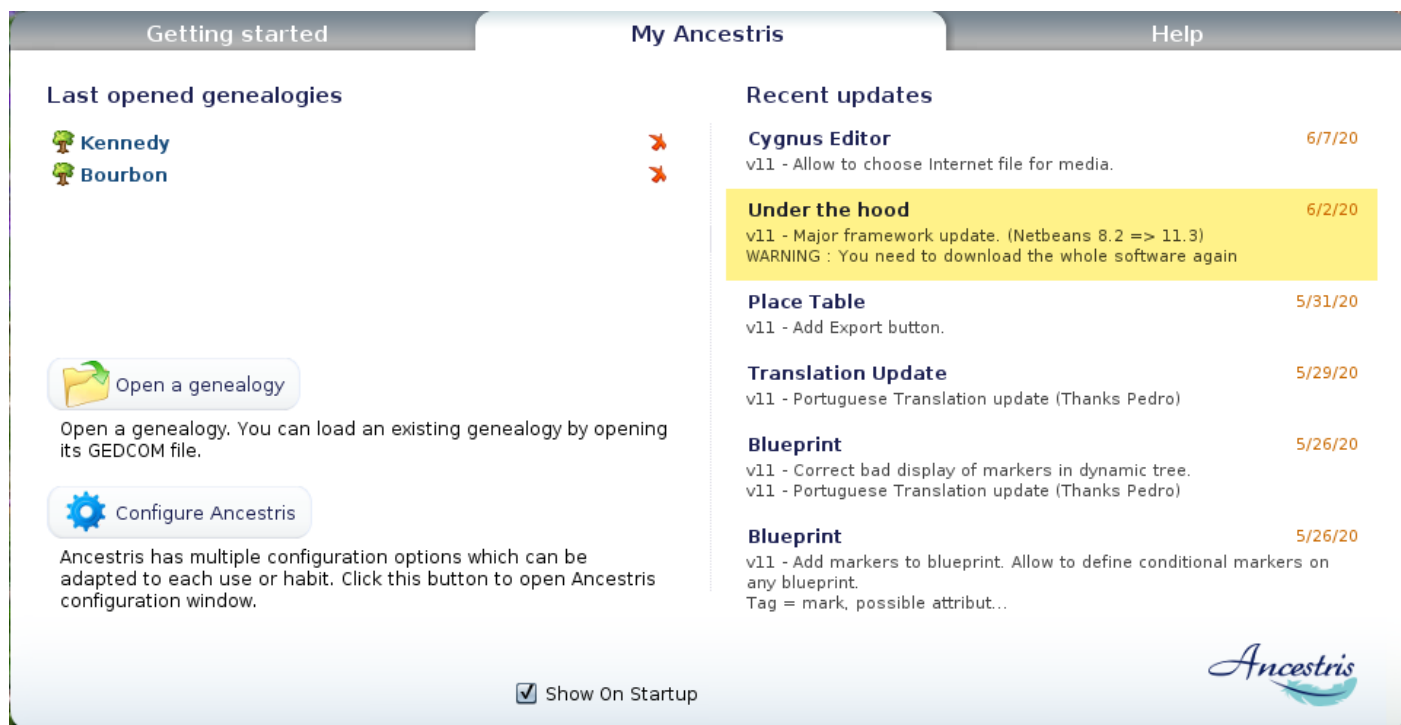 Getting started
My Ancestris
Help
Last opened genealogies
Kennedy
Bourbon
Open a genealogy
Open a genealogy. You can load an existing genealogy by opening
its GEDCOM file.
Configure Ancestris
Ancestris has multiple configuration options which can be
adapted to each use or habit. Click this button to open Ancestris
configuration window.
Recent updates
Cygnus Editor 6/7/20
v11 - Allow to choose Internet file for media.
Under the hood 6/2/20
v11 - Major framework update. (Netbeans 8.2 => 11.3)
WARNING : You need to download the whole software again
Place Table 5/31/20
v11 - Add Export button.
Translation Update 5/29/20
v11 - Portuguese Translation update (Thanks Pedro)
Blueprint 5/26/20
v11 - Correct bad display of markers in dynamic tree.
v11 - Portuguese Translation update (Thanks Pedro)
Blueprint 5/26/20
v11 - Add markers to blueprint. Allow to define conditional markers on
any blueprint.
Tag = mark, possible attribut...
Ancestris
Show On Startup